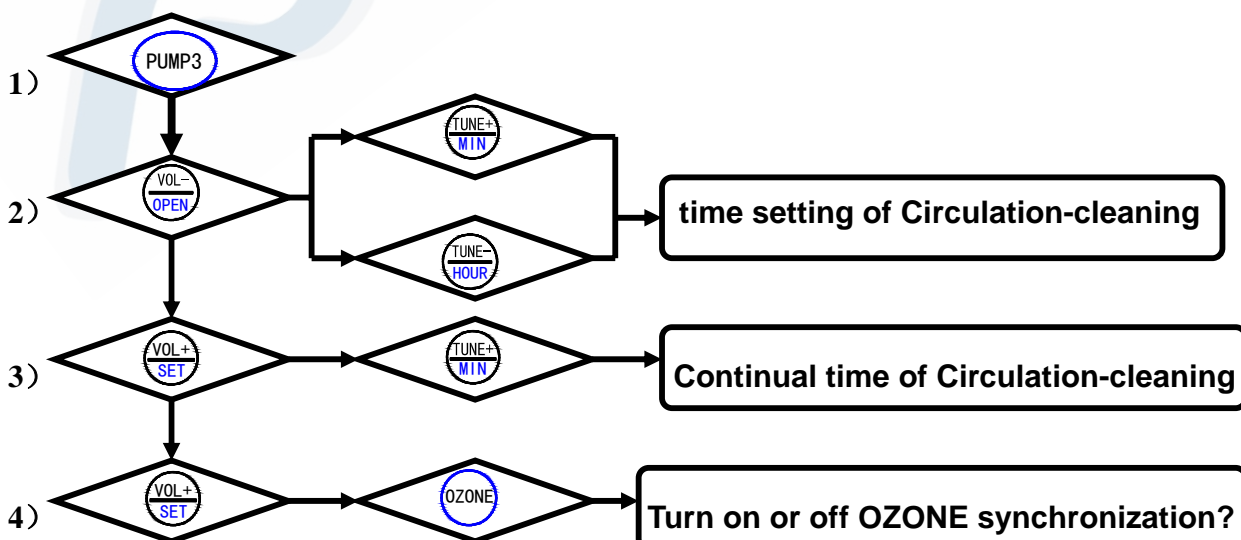 1）
PUMP3
2）
VOL-
OPEN
TUNE+
MIN
TUNE-
HOUR
time setting of Circulation-cleaning
3）
VOL+
SET
TUNE+
MIN
Continual time of Circulation-cleaning
4）
VOL+
SET
OZONE
Turn on or off OZONE synchronization?